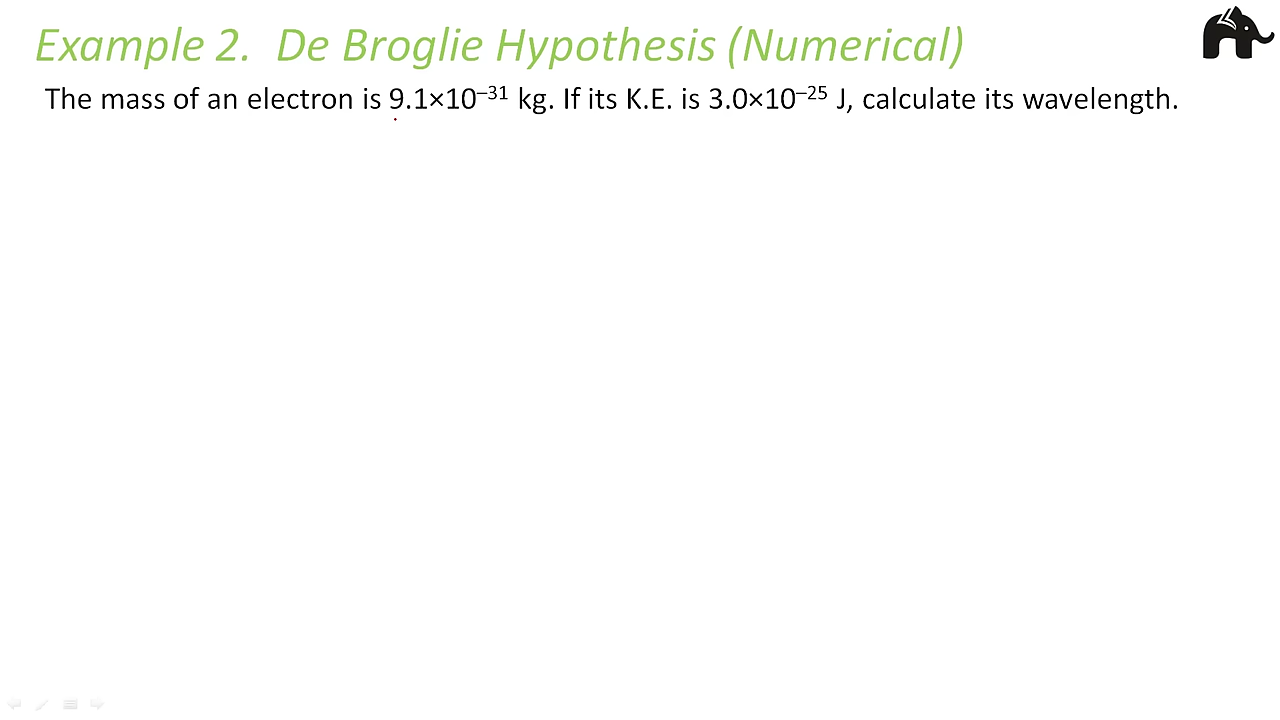 Example 2. De Broglie Hypothesis (Numerical)
The mass of an electron is 9.1×10⁻³¹ kg. If its K.E. is 3.0×10⁻²⁵ J, calculate its wavelength.